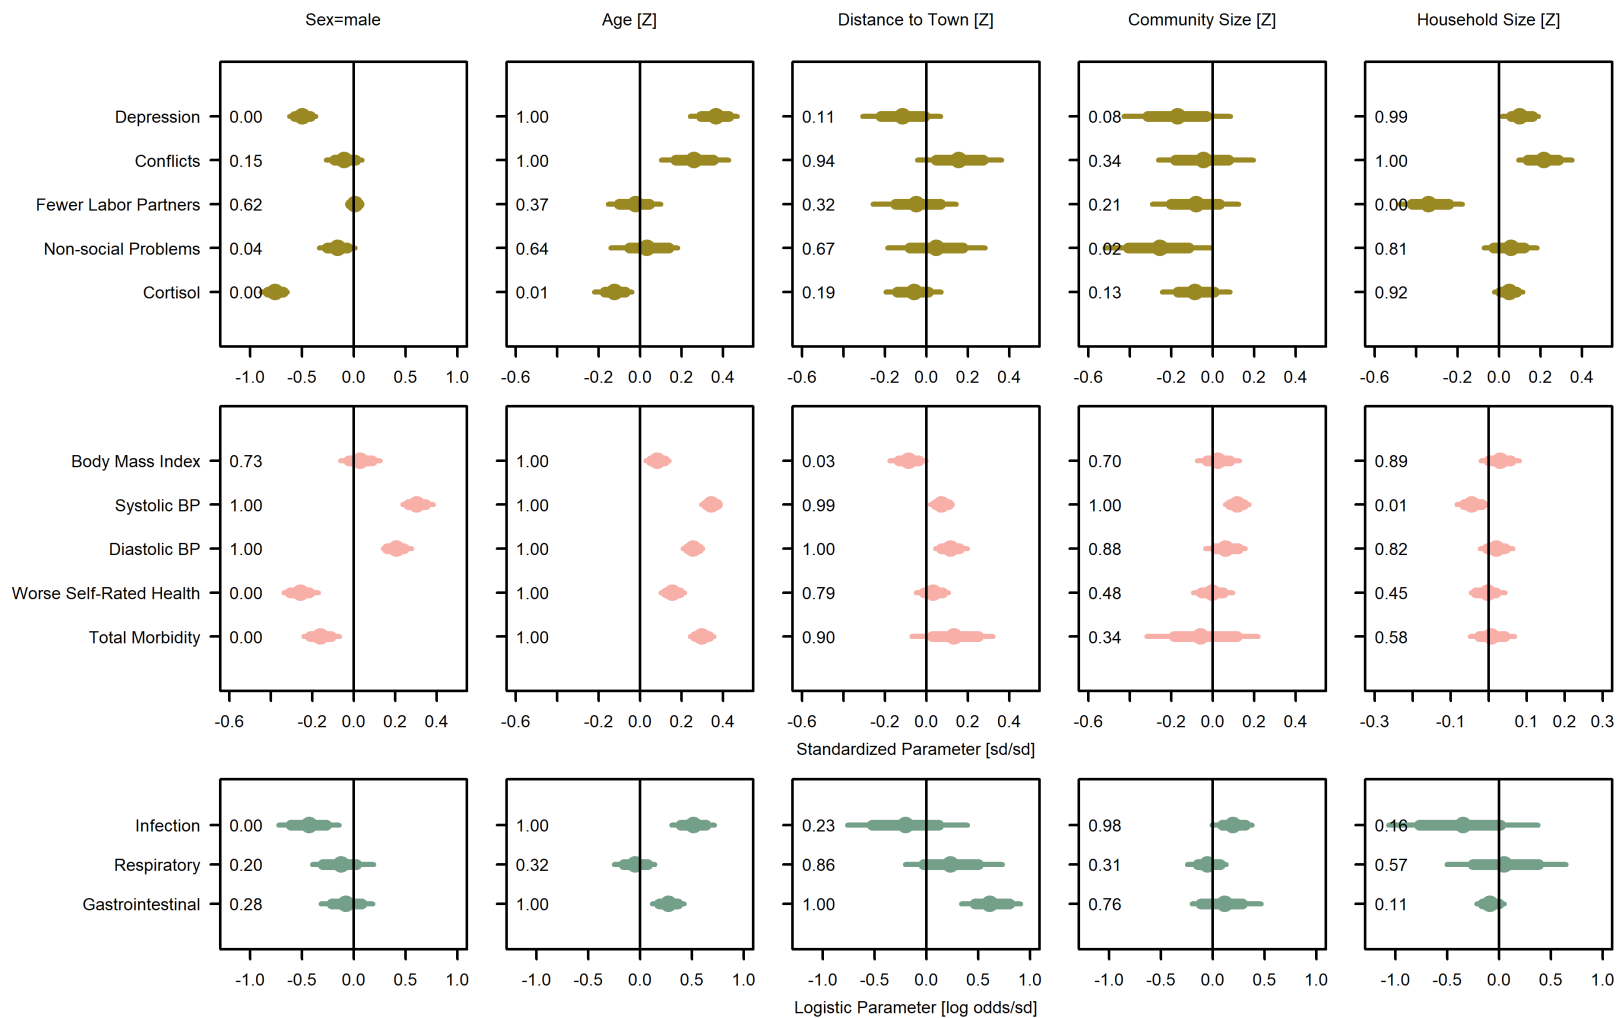 Sex=male Age [Z] Distance to Town [Z] Community Size [Z] Household Size [Z]
Depression 0.00 1.00 0.11 0.08 0.99
Conflicts 0.15 1.00 0.94 0.34 1.00
Fewer Labor Partners 0.62 0.37 0.32 0.21 0.00
Non-social Problems 0.04 0.64 0.67 0.02 0.81
Cortisol 0.00 0.01 0.19 0.13 0.92
-1.0 -0.5 0.0 0.5 1.0 -0.6 -0.2 0.0 0.2 0.4 -0.6 -0.2 0.0 0.2 0.4 -0.6 -0.2 0.0 0.2 0.4 -0.6 -0.2 0.0 0.2 0.4
Body Mass Index 0.73 1.00 0.03 0.70 0.89
Systolic BP 1.00 1.00 0.99 1.00 0.01
Diastolic BP 1.00 1.00 1.00 0.88 0.82
Worse Self-Rated Health 0.00 1.00 0.79 0.48 0.45
Total Morbidity 0.00 1.00 0.90 0.34 0.58
-0.6 -0.2 0.0 0.2 0.4 -0.6 -0.2 0.0 0.2 0.4 -0.6 -0.2 0.0 0.2 0.4 -0.6 -0.2 0.0 0.2 0.4 -0.3 -0.1 0.1 0.2 0.3
Standardized Parameter [sd/sd]
Infection 0.00 1.00 0.23 0.98 0.16
Respiratory 0.20 0.32 0.86 0.31 0.57
Gastrointestinal 0.28 1.00 1.00 0.76 0.11
-1.0 -0.5 0.0 0.5 1.0 -1.0 -0.5 0.0 0.5 1.0 -1.0 -0.5 0.0 0.5 1.0 -1.0 -0.5 0.0 0.5 1.0 -1.0 -0.5 0.0 0.5 1.0
Logistic Parameter [log odds/sd]